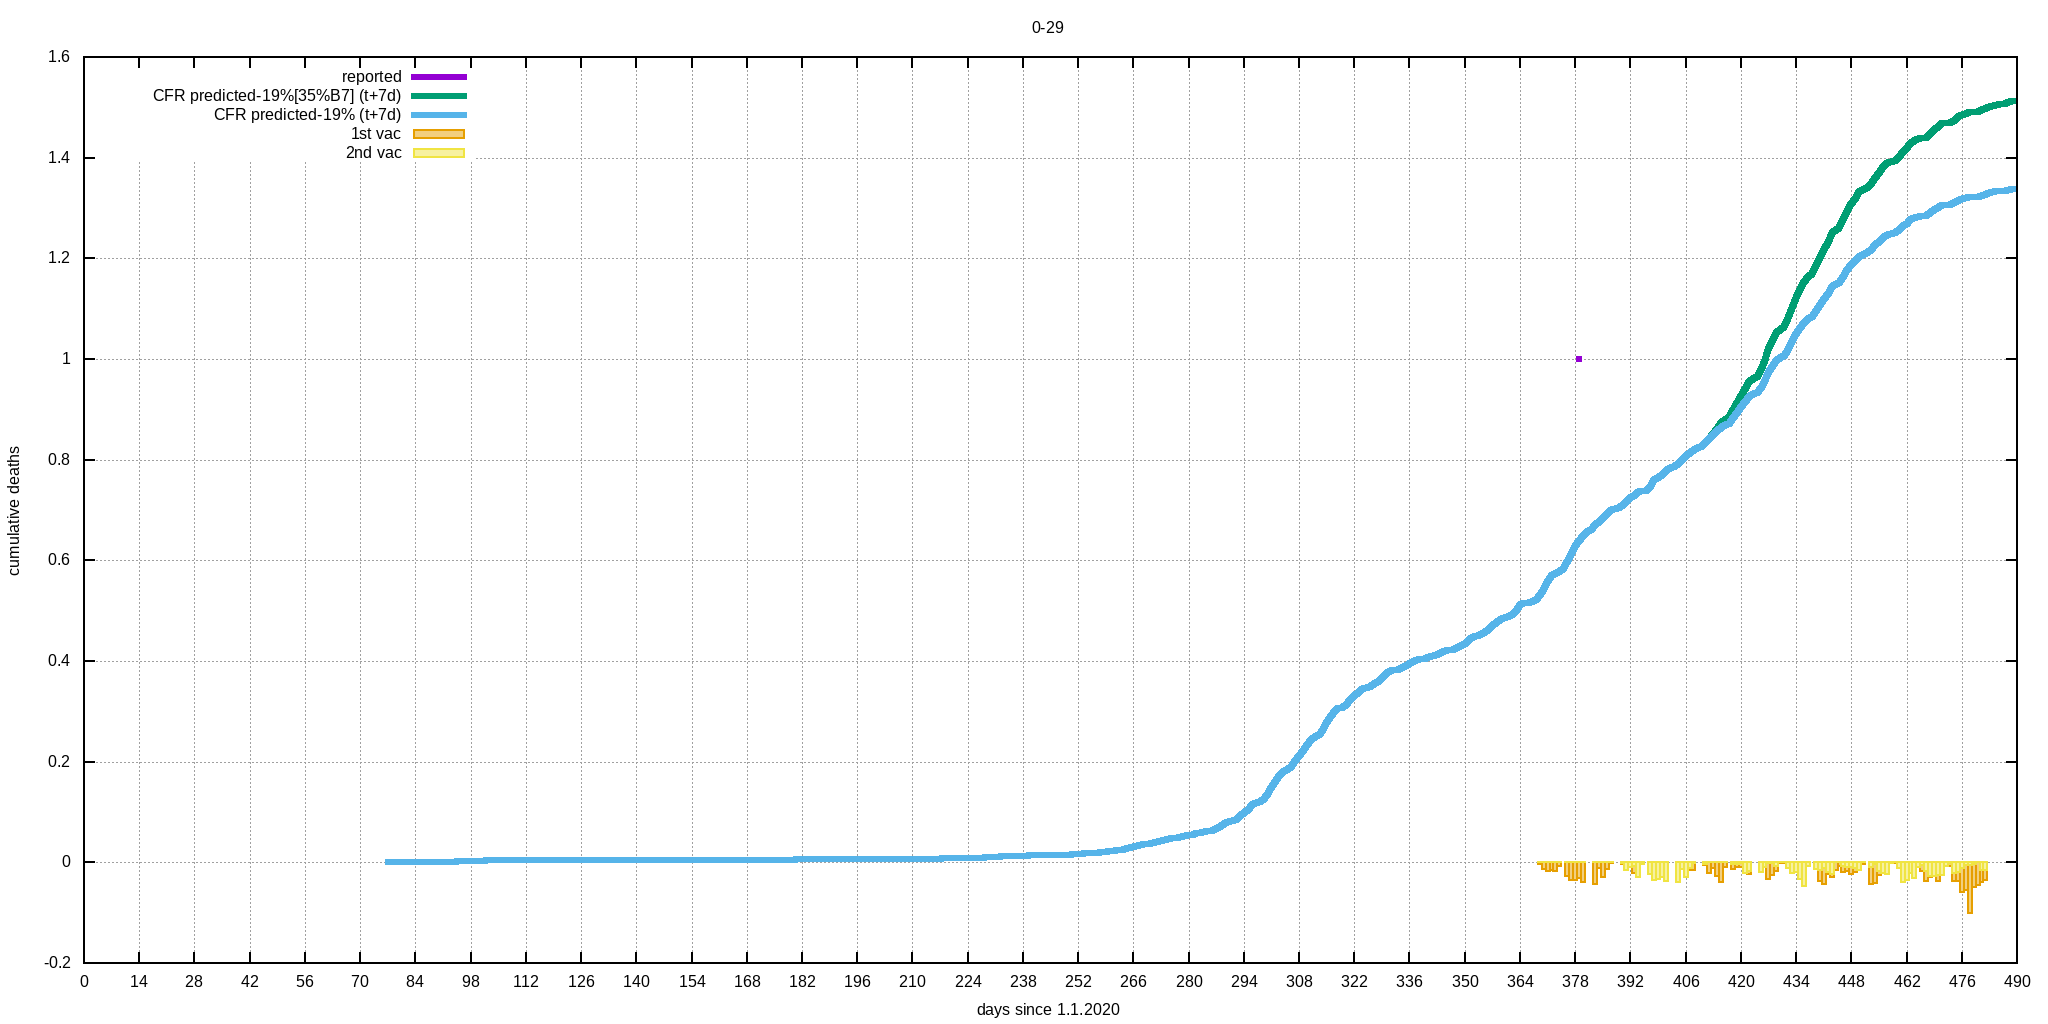 0-29
1.6
1.4
1.2
1
0.8
0.6
0.4
0.2
0
-0.2
cumulative deaths
reported
CFR predicted-19%[35%B7] (t+7d)
CFR predicted-19% (t+7d)
1st vac
2nd vac
0 14 28 42 56 70 84 98 112 126 140 154 168 182 196 210 224 238 252 266 280 294 308 322 336 350 364 378 392 406 420 434 448 462 476 490
days since 1.1.2020